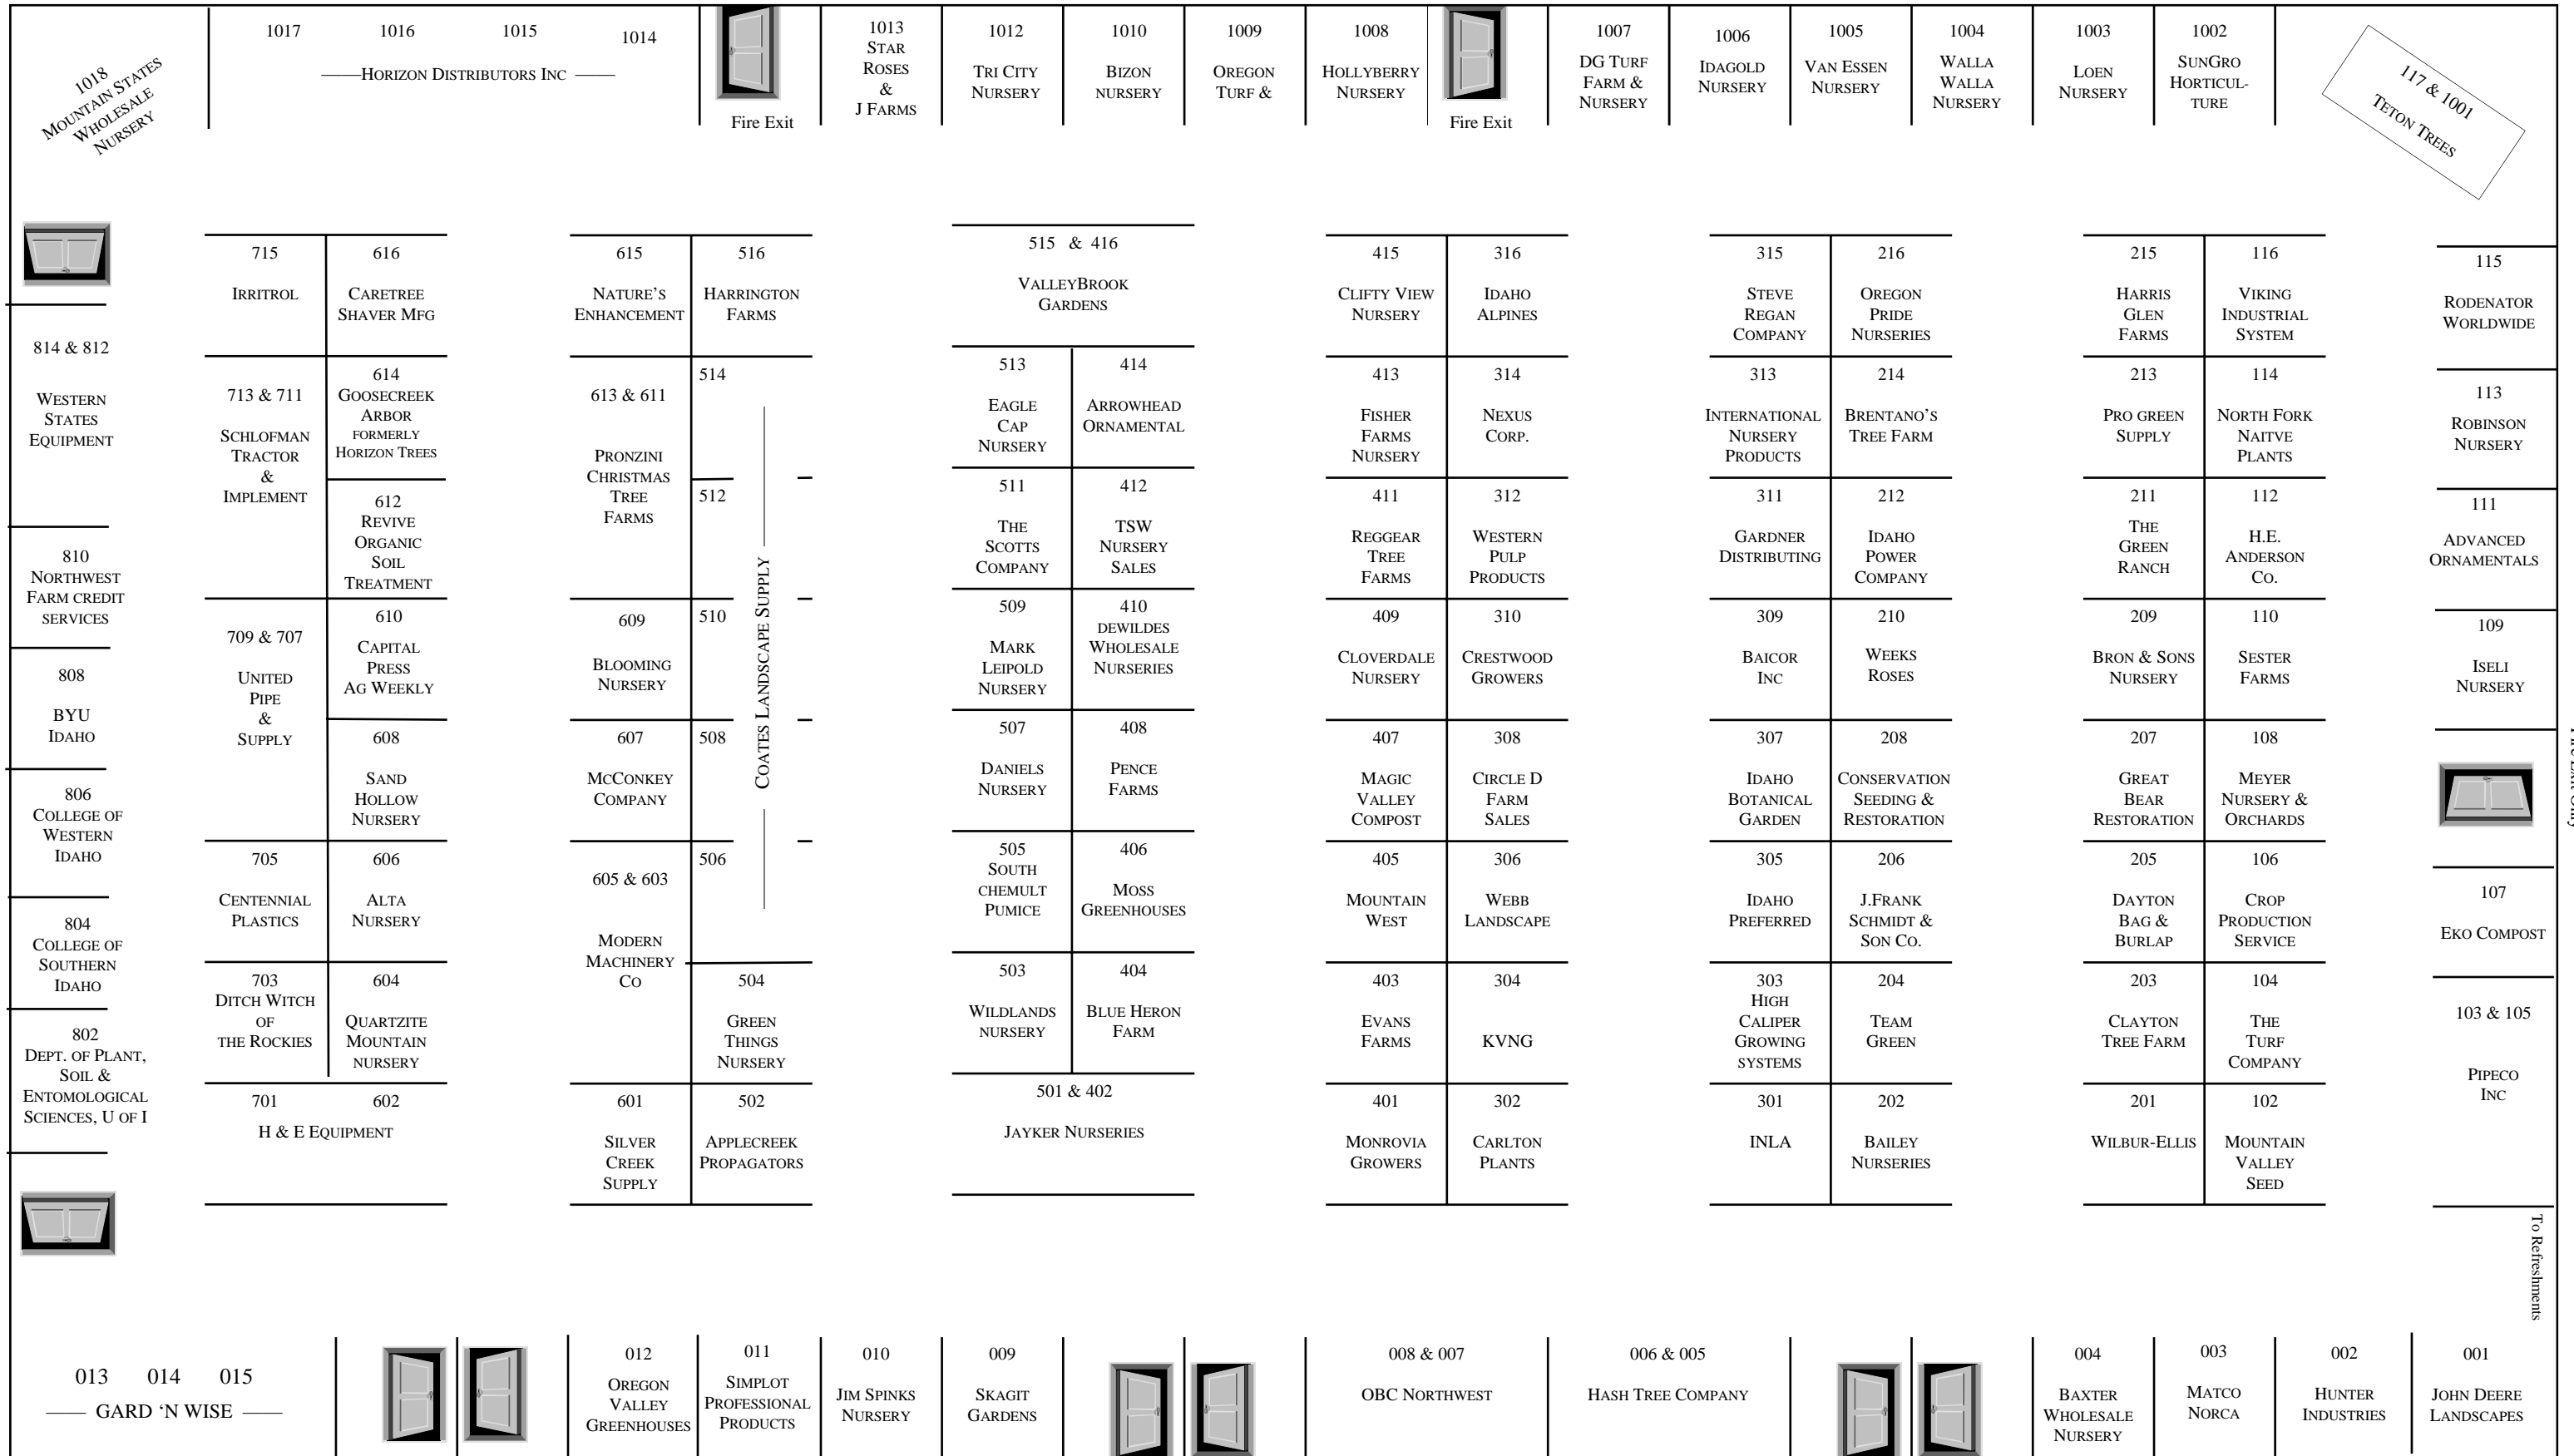 1018
MOUNTAIN STATES
WHOLESALE
NURSERY
1017 1016 1015 1014
HORIZON DISTRIBUTORS INC
Fire Exit
1013
STAR
ROSES
&
J FARMS
1012
TRI CITY
NURSERY
1010
BIZON
NURSERY
1009
OREGON
TURF &
1008
HOLLYBERRY
NURSERY
Fire Exit
1007
DG TURF
FARM &
NURSERY
1006
IDAGOLD
NURSERY
1005
VAN ESSEN
NURSERY
1004
WALLA
WALLA
NURSERY
1003
LOEN
NURSERY
1002
SUNGRO
HORTICUL-
TURE
117 & 1001
TETON TREES
814 & 812
WESTERN
STATES
EQUIPMENT
810
NORTHWEST
FARM CREDIT
SERVICES
808
BYU
IDAHO
806
COLLEGE OF
WESTERN
IDAHO
804
COLLEGE OF
SOUTHERN
IDAHO
802
DEPT. OF PLANT,
SOIL &
ENTOMOLOGICAL
SCIENCES, U OF I
715
IRRITROL
713 & 711
SCHLOFMAN
TRACTOR
&
IMPLEMENT
709 & 707
UNITED
PIPE
&
SUPPLY
705
CENTENNIAL
PLASTICS
703
DITCH WITCH
OF
THE ROCKIES
701 602
H & E EQUIPMENT
616
CARETREE
SHAVER MFG
614
GOOSECREEK
ARBOR
FORMERLY
HORIZON TREES
612
REVIVE
ORGANIC
SOIL
TREATMENT
610
CAPITAL
PRESS
AG WEEKLY
608
SAND
HOLLOW
NURSERY
606
ALTA
NURSERY
604
QUARTZITE
MOUNTAIN
NURSERY
615
NATURE'S
ENHANCEMENT
613 & 611
PRONZINI
CHRISTMAS
TREE
FARMS
609
BLOOMING
NURSERY
607
MCCONKEY
COMPANY
605 & 603
MODERN
MACHINERY
CO
601
SILVER
CREEK
SUPPLY
516
HARRINGTON
FARMS
514
512
510
508
506
COATES LANDSCAPE SUPPLY
504
GREEN
THINGS
NURSERY
502
APPLECREEK
PROPAGATORS
515 & 416
VALLEYBROOK
GARDENS
513
EAGLE
CAP
NURSERY
511
THE
SCOTTS
COMPANY
509
MARK
LEIPOLD
NURSERY
507
DANIELS
NURSERY
505
SOUTH
CHEMULT
PUMICE
503
WILDLANDS
NURSERY
501 & 402
JAYKER NURSERIES
414
ARROWHEAD
ORNAMENTAL
412
TSW
NURSERY
SALES
410
DEWILDES
WHOLESALE
NURSERIES
408
PENCE
FARMS
406
MOSS
GREENHOUSES
404
BLUE HERON
FARM
415
CLIFTY VIEW
NURSERY
413
FISHER
FARMS
NURSERY
411
REGGEAR
TREE
FARMS
409
CLOVERDALE
NURSERY
407
MAGIC
VALLEY
COMPOST
405
MOUNTAIN
WEST
403
EVANS
FARMS
401
MONROVIA
GROWERS
316
IDAHO
ALPINES
314
NEXUS
CORP.
312
WESTERN
PULP
PRODUCTS
310
CRESTWOOD
GROWERS
308
CIRCLE D
FARM
SALES
306
WEBB
LANDSCAPE
304
KVNG
302
CARLTON
PLANTS
315
STEVE
REGAN
COMPANY
313
INTERNATIONAL
NURSERY
PRODUCTS
311
GARDNER
DISTRIBUTING
309
BAICOR
INC
307
IDAHO
BOTANICAL
GARDEN
305
IDAHO
PREFERRED
303
HIGH
CALIPER
GROWING
SYSTEMS
301
INLA
216
OREGON
PRIDE
NURSERIES
214
BRENTANO'S
TREE FARM
212
IDAHO
POWER
COMPANY
210
WEEKS
ROSES
208
CONSERVATION
SEEDING &
RESTORATION
206
J.FRANK
SCHMIDT &
SON CO.
204
TEAM
GREEN
202
BAILEY
NURSERIES
215
HARRIS
GLEN
FARMS
213
PRO GREEN
SUPPLY
211
THE
GREEN
RANCH
209
BRON & SONS
NURSERY
207
GREAT
BEAR
RESTORATION
205
DAYTON
BAG &
BURLAP
203
CLAYTON
TREE FARM
201
WILBUR-ELLIS
116
VIKING
INDUSTRIAL
SYSTEM
114
NORTH FORK
NAITVE
PLANTS
112
H.E.
ANDERSON
CO.
110
SESTER
FARMS
108
MEYER
NURSERY &
ORCHARDS
106
CROP
PRODUCTION
SERVICE
104
THE
TURF
COMPANY
102
MOUNTAIN
VALLEY
SEED
115
RODENATOR
WORLDWIDE
113
ROBINSON
NURSERY
111
ADVANCED
ORNAMENTALS
109
ISELI
NURSERY
107
EKO COMPOST
103 & 105
PIPECO
INC
To Refreshments
013 014 015
GARD 'N WISE
012
OREGON
VALLEY
GREENHOUSES
011
SIMPLOT
PROFESSIONAL
PRODUCTS
010
JIM SPINKS
NURSERY
009
SKAGIT
GARDENS
008 & 007
OBC NORTHWEST
006 & 005
HASH TREE COMPANY
004
BAXTER
WHOLESALE
NURSERY
003
MATCO
NORCA
002
HUNTER
INDUSTRIES
001
JOHN DEERE
LANDSCAPES